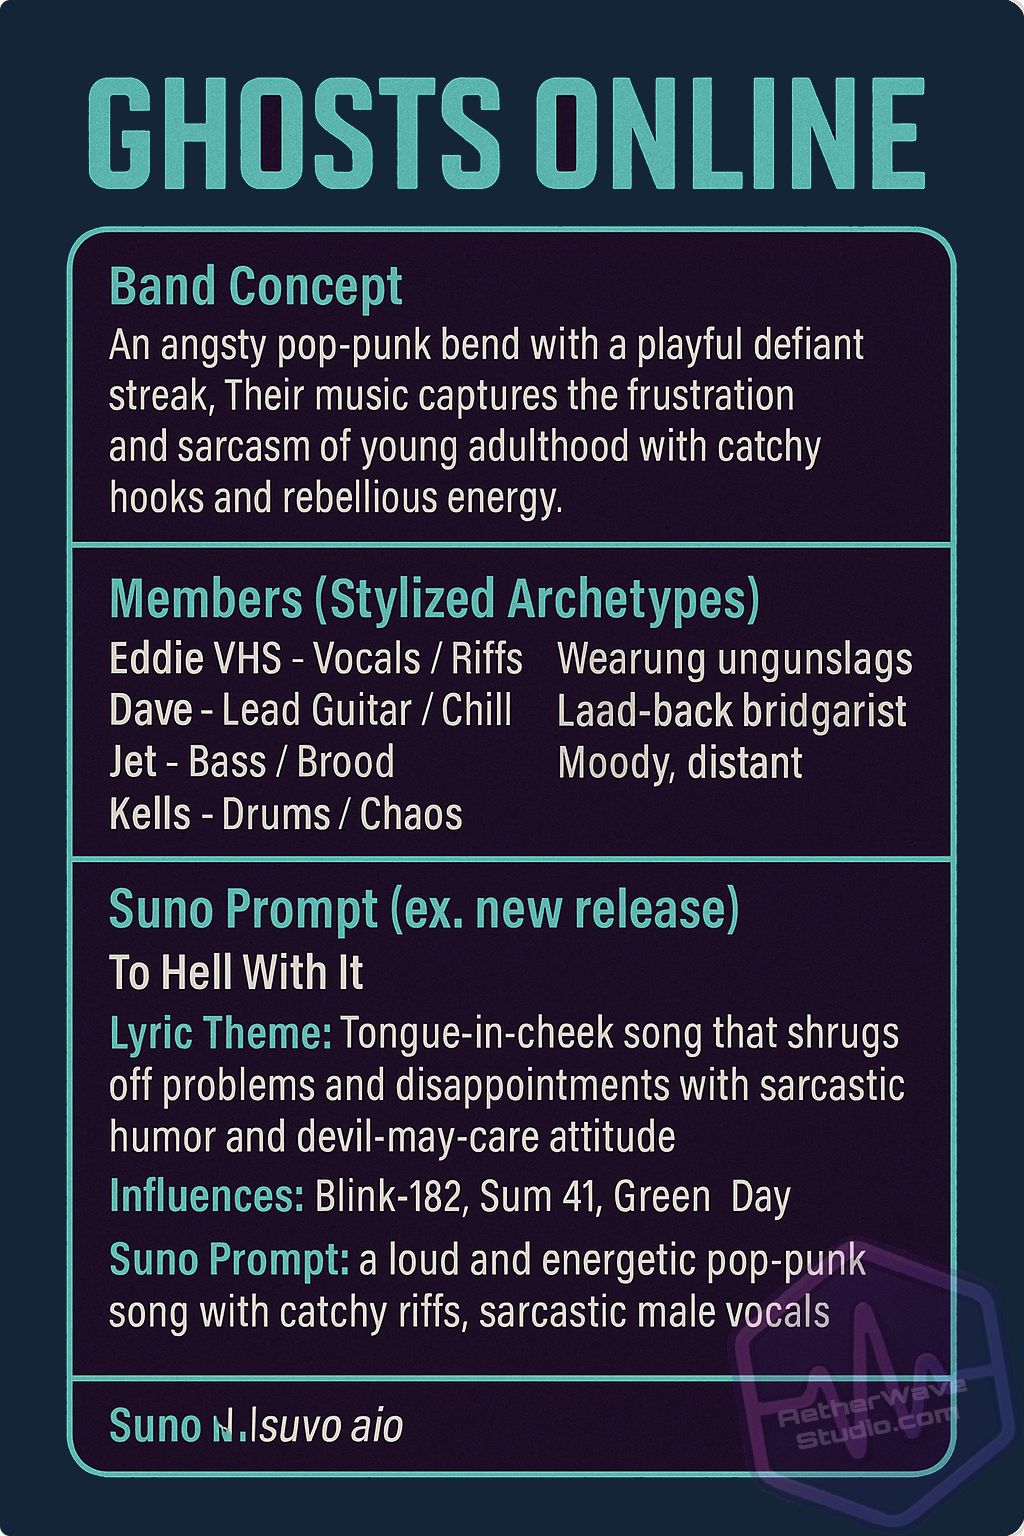 GHOSTS ONLINE
Band Concept
An angsty pop-punk bend with a playful defiant
streak, Their music captures the frustration
and sarcasm of young adulthood with catchy
hooks and rebellious energy.
Members (Stylized Archetypes)
Eddie VHS - Vocals / Riffs Wearung ungunslags
Dave - Lead Guitar / Chill Laad-back bridgarist
Jet - Bass / Brood Moody, distant
Kells - Drums / Chaos
Suno Prompt (ex. new release)
To Hell With It
Lyric Theme: Tongue-in-cheek song that shrugs
off problems and disappointments with sarcastic
humor and devil-may-care attitude
Influences: Blink-182, Sum 41, Green Day
Suno Prompt: a loud and energetic pop-punk
song with catchy riffs, sarcastic male vocals
Suno suvo aio
AetherWave
Studio.com